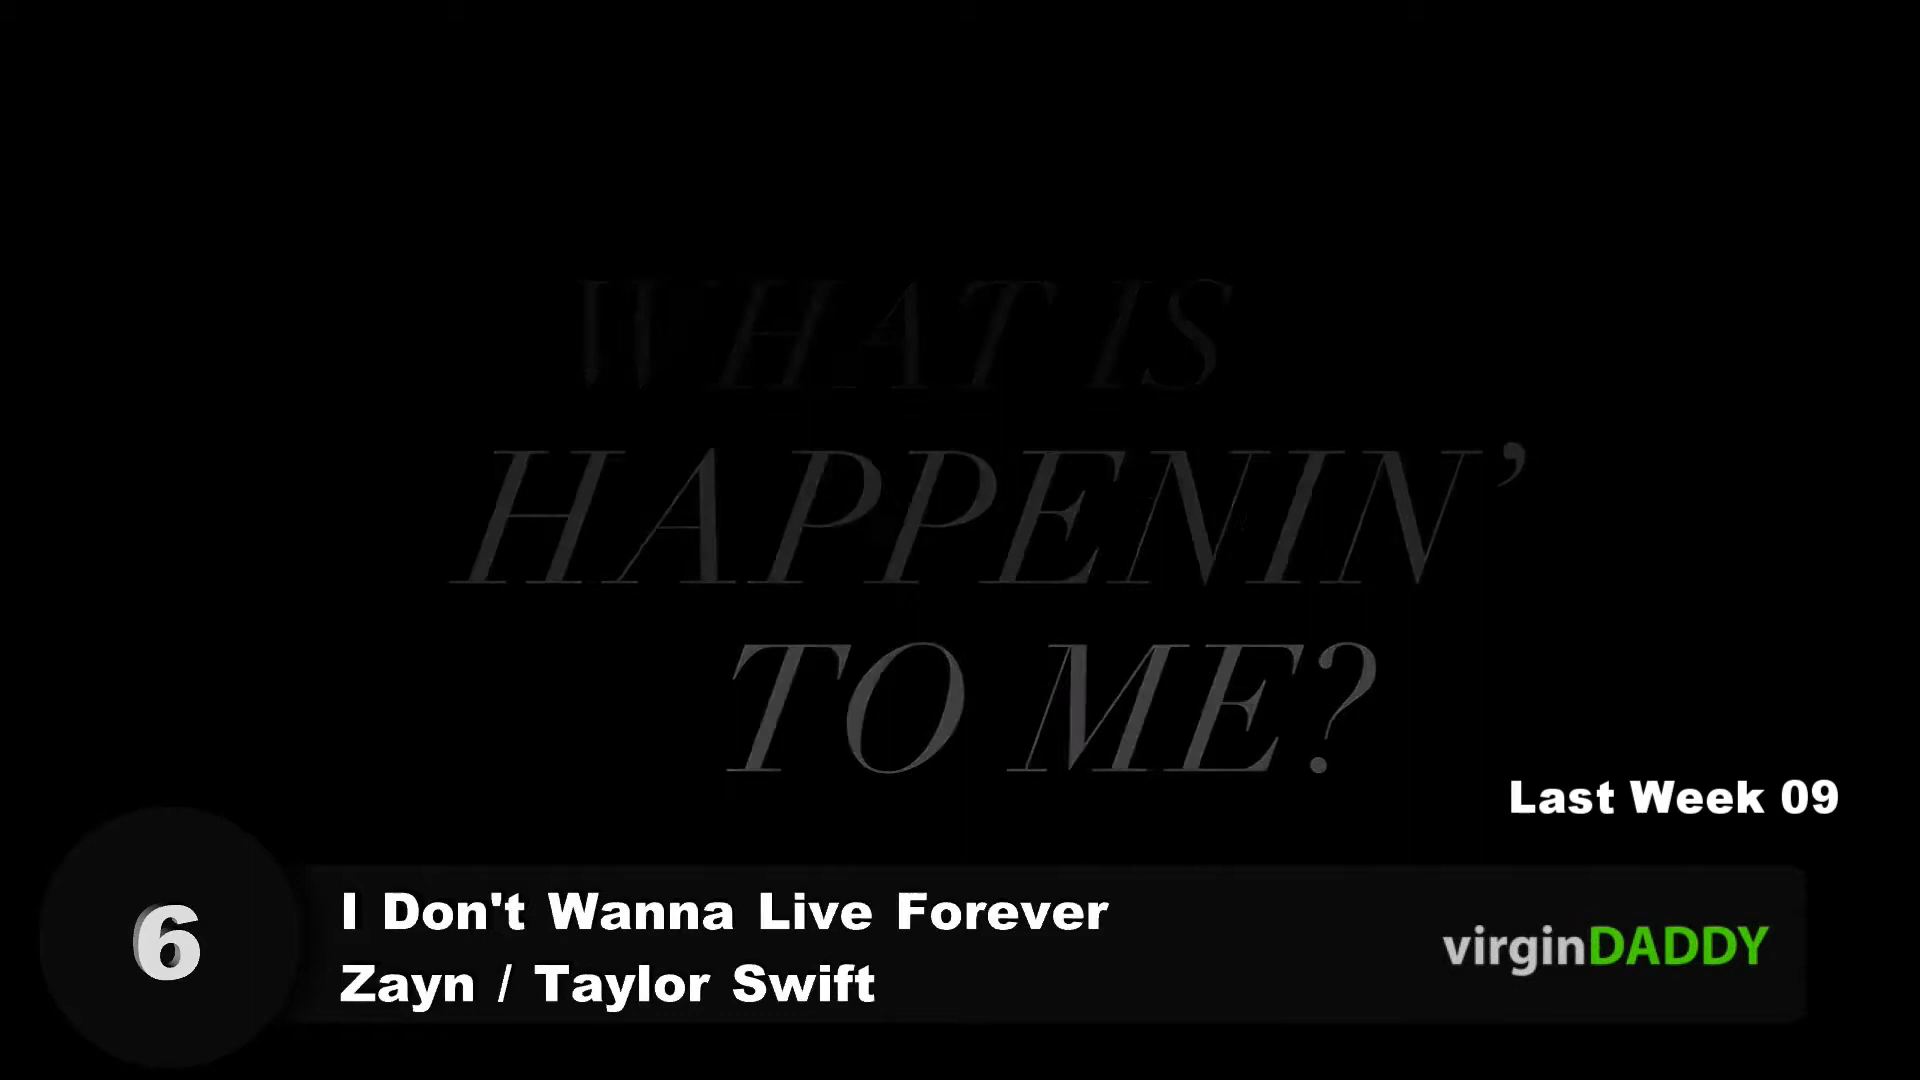 WHAT IS
HAPPENIN’
TO ME?
Last Week 09
6
I Don't Wanna Live Forever
Zayn / Taylor Swift
virginDADDY